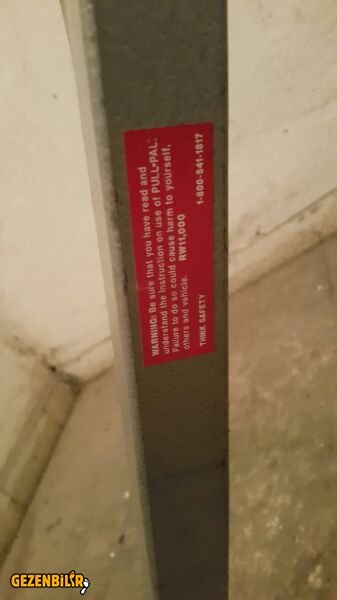 WARNING: Be sure that you have read and
understand the instruction on use of PULL•PAL.
Failure to do so could cause harm to yourself,
others and vehicle. RW11,000
THINK SAFETY 1-800-541-1817
GEZENBİLİR